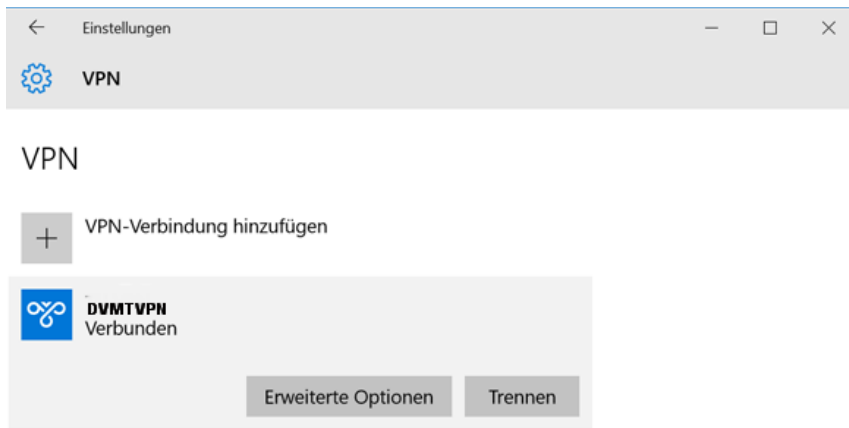 Einstellungen
VPN
VPN
VPN-Verbindung hinzufügen
DVMTVPN
Verbunden
Erweiterte Optionen Trennen